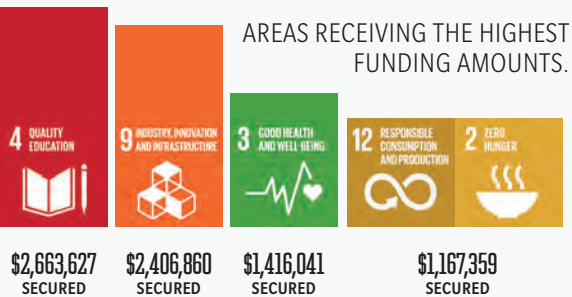 AREAS RECEIVING THE HIGHEST
FUNDING AMOUNTS.
4 QUALITY
EDUCATION
9 INDUSTRY, INNOVATION
AND INFRASTRUCTURE
3 GOOD HEALTH
AND WELL-BEING
12 RESPONSIBLE
CONSUMPTION
AND PRODUCTION
2 ZERO
HUNGER
$2,663,627
SECURED
$2,406,860
SECURED
$1,416,041
SECURED
$1,167,359
SECURED